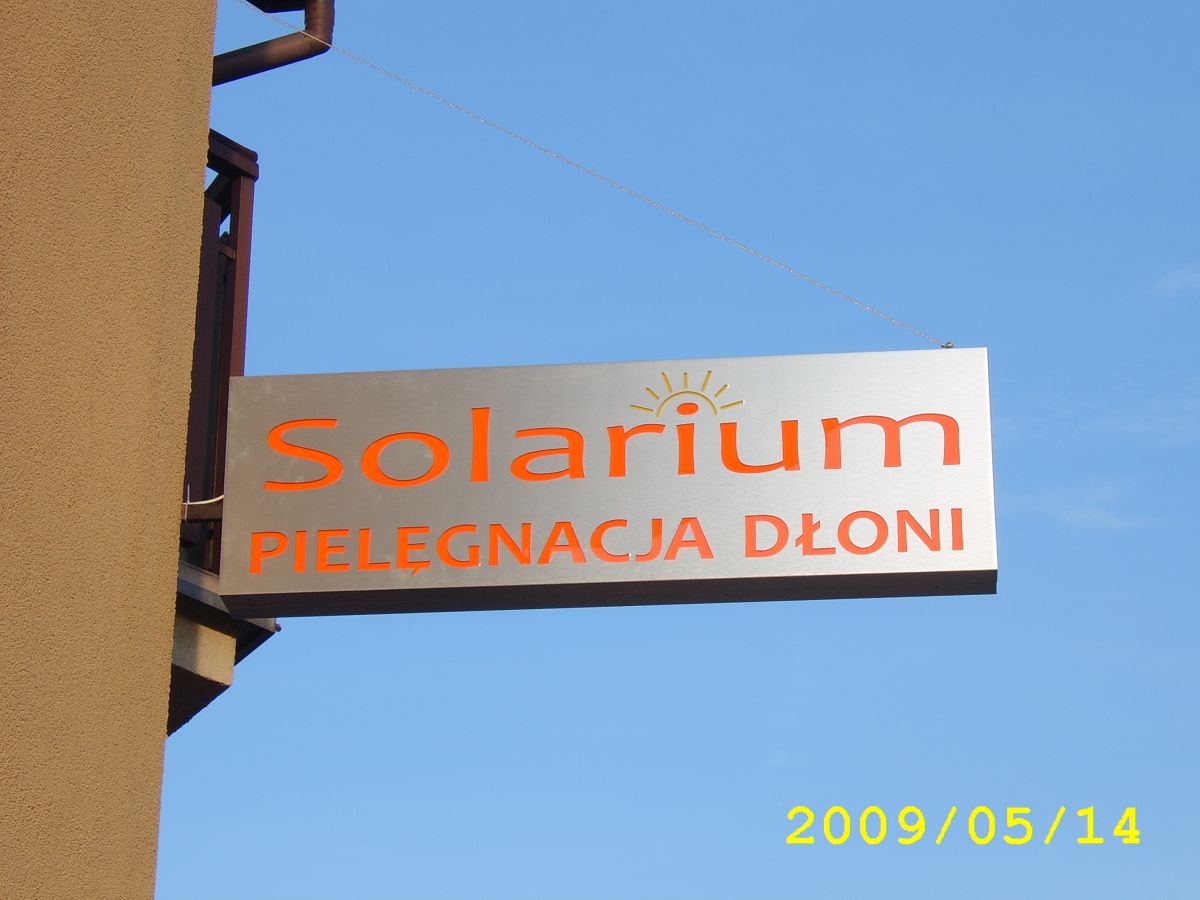 Solarium
PIELĘGNACJA DŁONI
2009/05/14